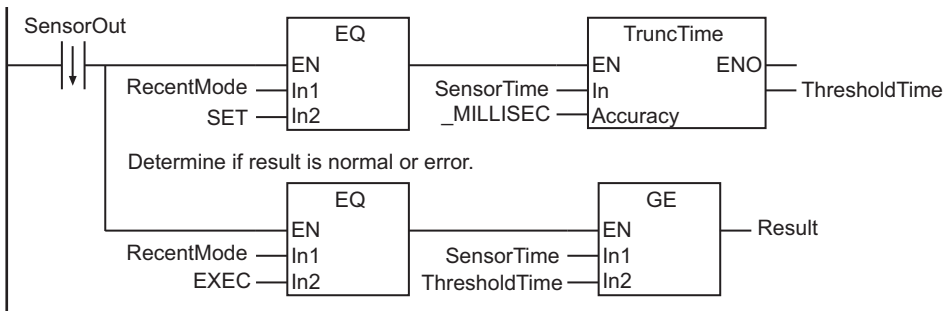 SensorOut
EQ
TruncTime
EN
EN
ENO
RecentMode
In1
SensorTime
In
ThresholdTime
SET
In2
_MILLISEC
Accuracy
Determine if result is normal or error.
EQ
GE
EN
EN
Result
RecentMode
In1
SensorTime
In1
EXEC
In2
ThresholdTime
In2